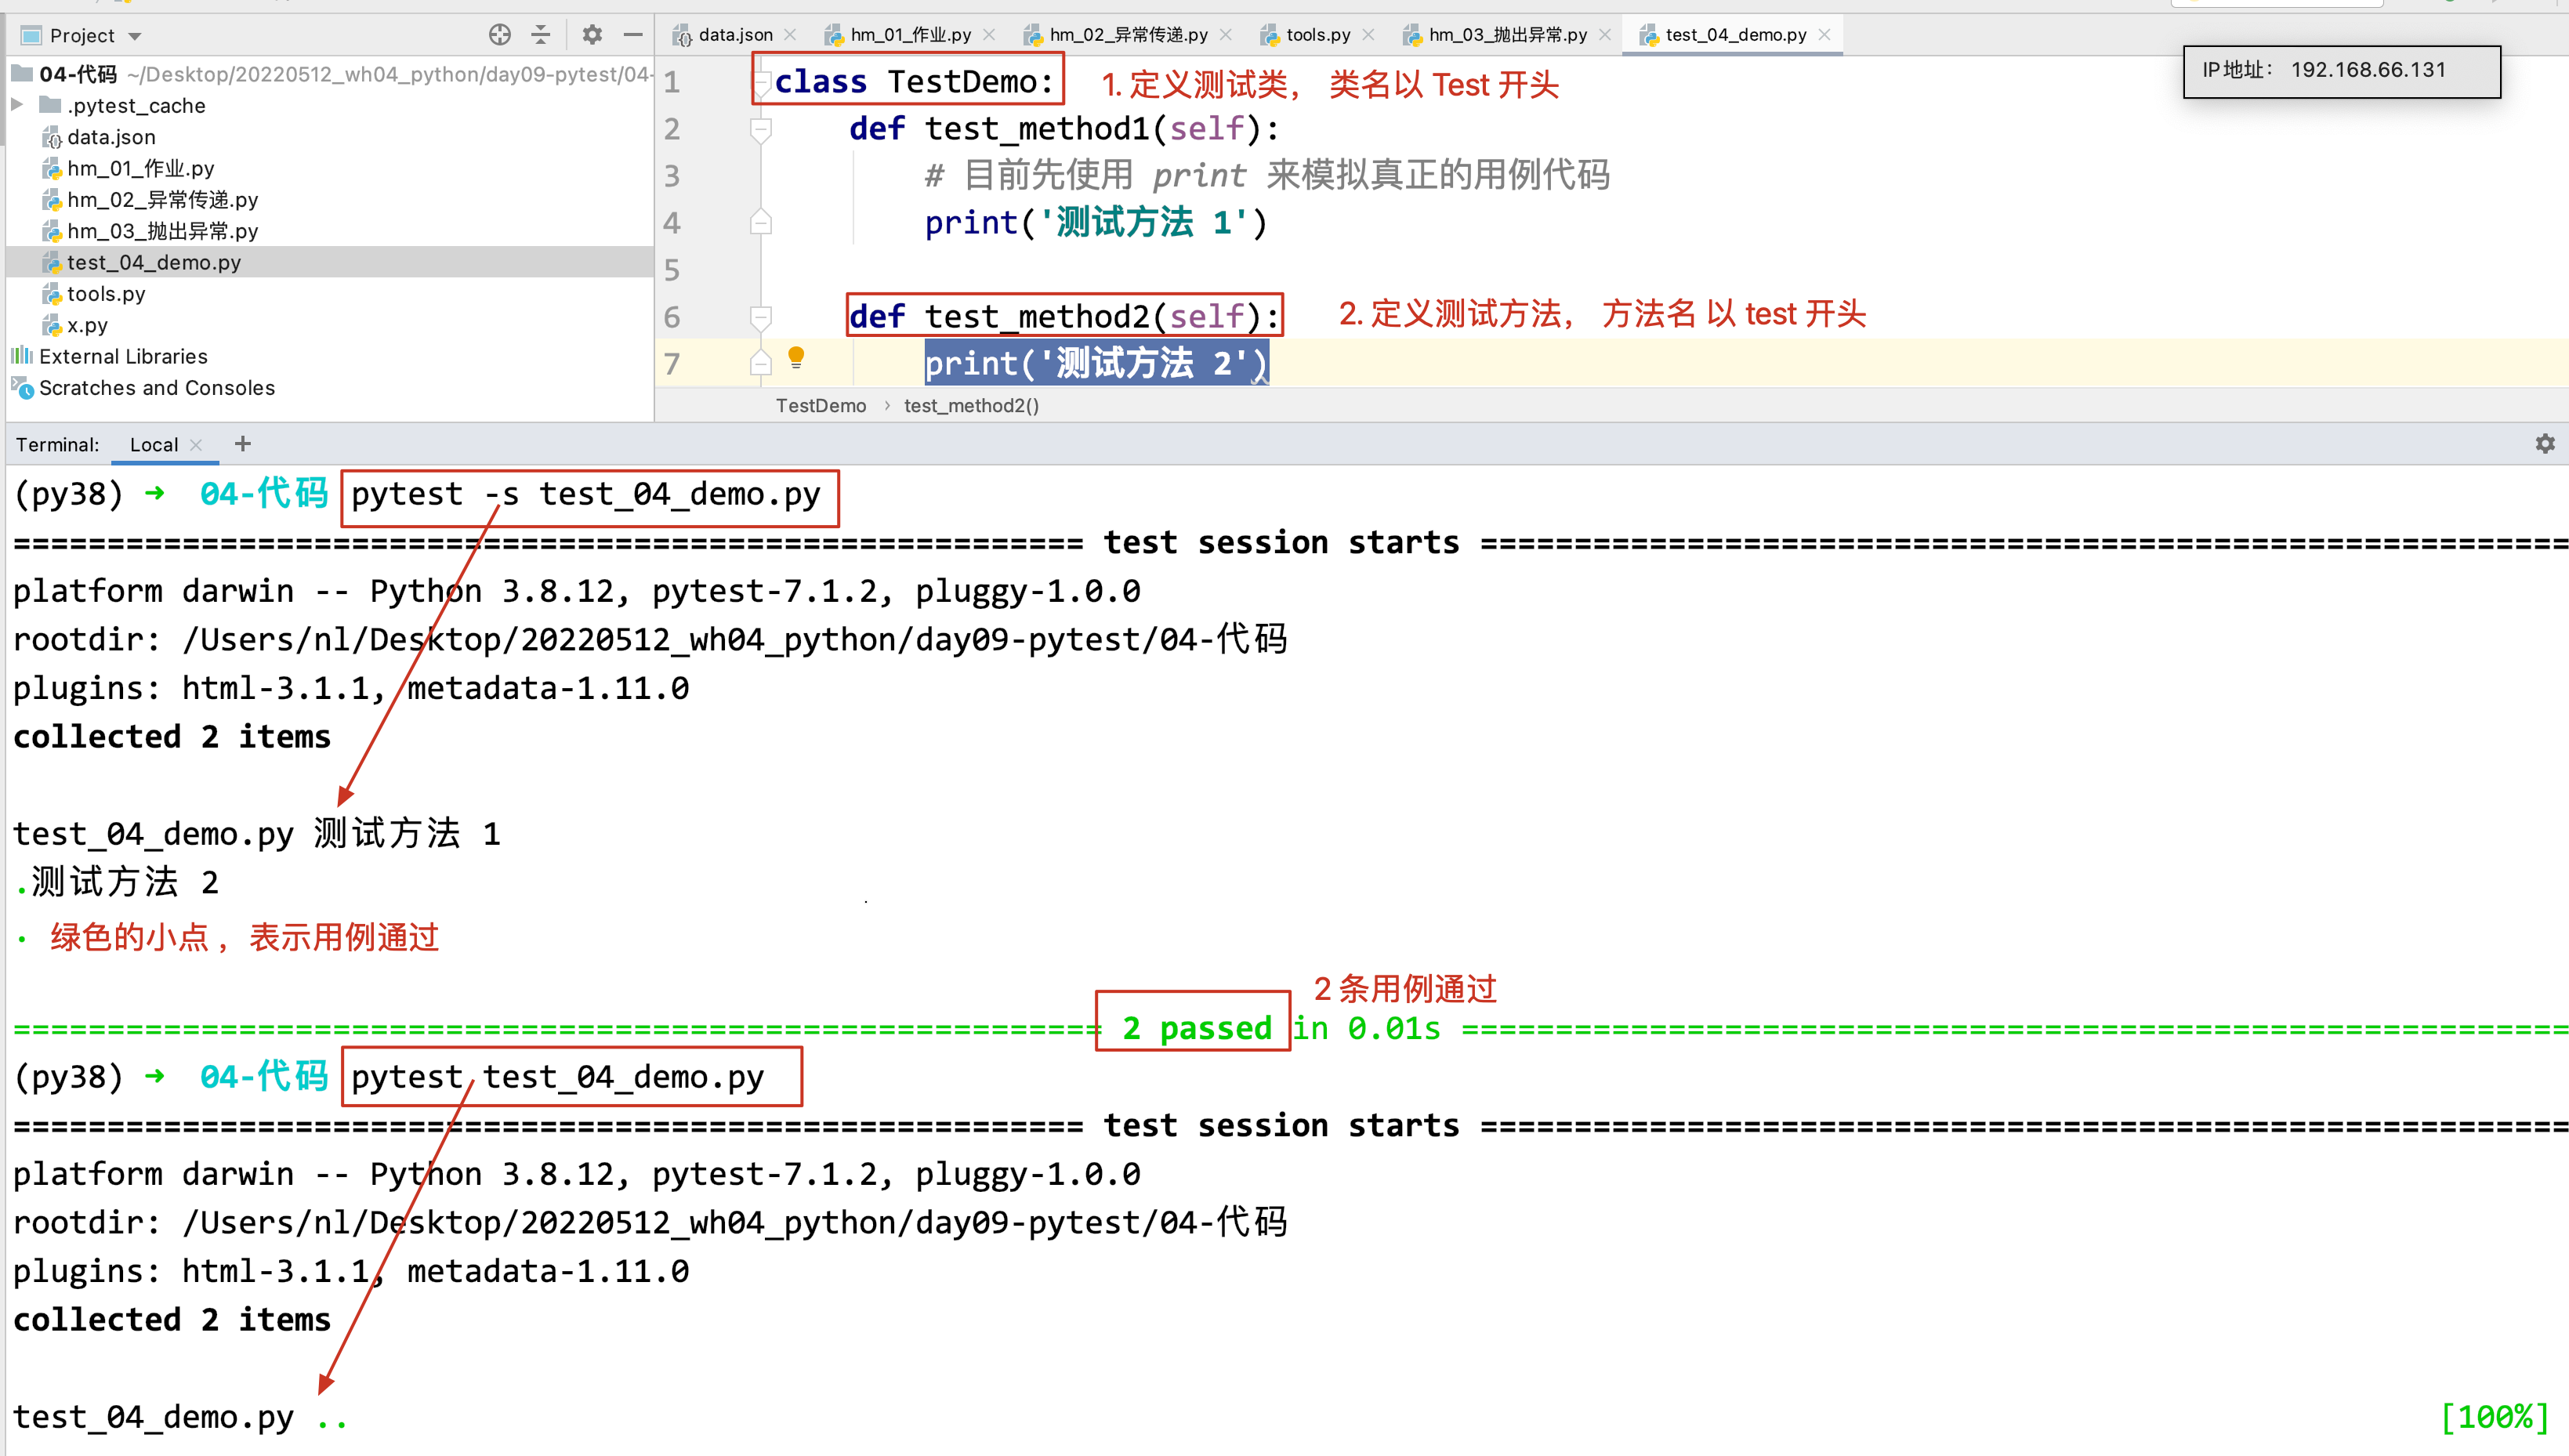 Project
data.json
hm_01_作业.py
hm_02_异常传递.py
tools.py
hm_03_抛出异常.py
test_04_demo.py
IP地址： 192.168.66.131
04-代码 ~/Desktop/20220512_wh04_python/day09-pytest/04-
.pytest_cache
data.json
hm_01_作业.py
hm_02_异常传递.py
hm_03_抛出异常.py
test_04_demo.py
tools.py
x.py
External Libraries
Scratches and Consoles
1 class TestDemo: 1. 定义测试类， 类名以 Test 开头
2 def test_method1(self):
3 # 目前先使用 print 来模拟真正的用例代码
4 print('测试方法 1')
5
6 def test_method2(self): 2. 定义测试方法， 方法名 以 test 开头
7 print('测试方法 2')
TestDemo › test_method2()
Terminal: Local +
(py38) ➜ 04-代码 pytest -s test_04_demo.py
========================================================= test session starts ==========================================================
platform darwin -- Python 3.8.12, pytest-7.1.2, pluggy-1.0.0
rootdir: /Users/nl/Desktop/20220512_wh04_python/day09-pytest/04-代码
plugins: html-3.1.1, metadata-1.11.0
collected 2 items
test_04_demo.py 测试方法 1
.测试方法 2
. 绿色的小点， 表示用例通过
2 条用例通过
========================================================== 2 passed in 0.01s ===========================================================
(py38) ➜ 04-代码 pytest test_04_demo.py
========================================================= test session starts ==========================================================
platform darwin -- Python 3.8.12, pytest-7.1.2, pluggy-1.0.0
rootdir: /Users/nl/Desktop/20220512_wh04_python/day09-pytest/04-代码
plugins: html-3.1.1, metadata-1.11.0
collected 2 items
test_04_demo.py .. [100%]